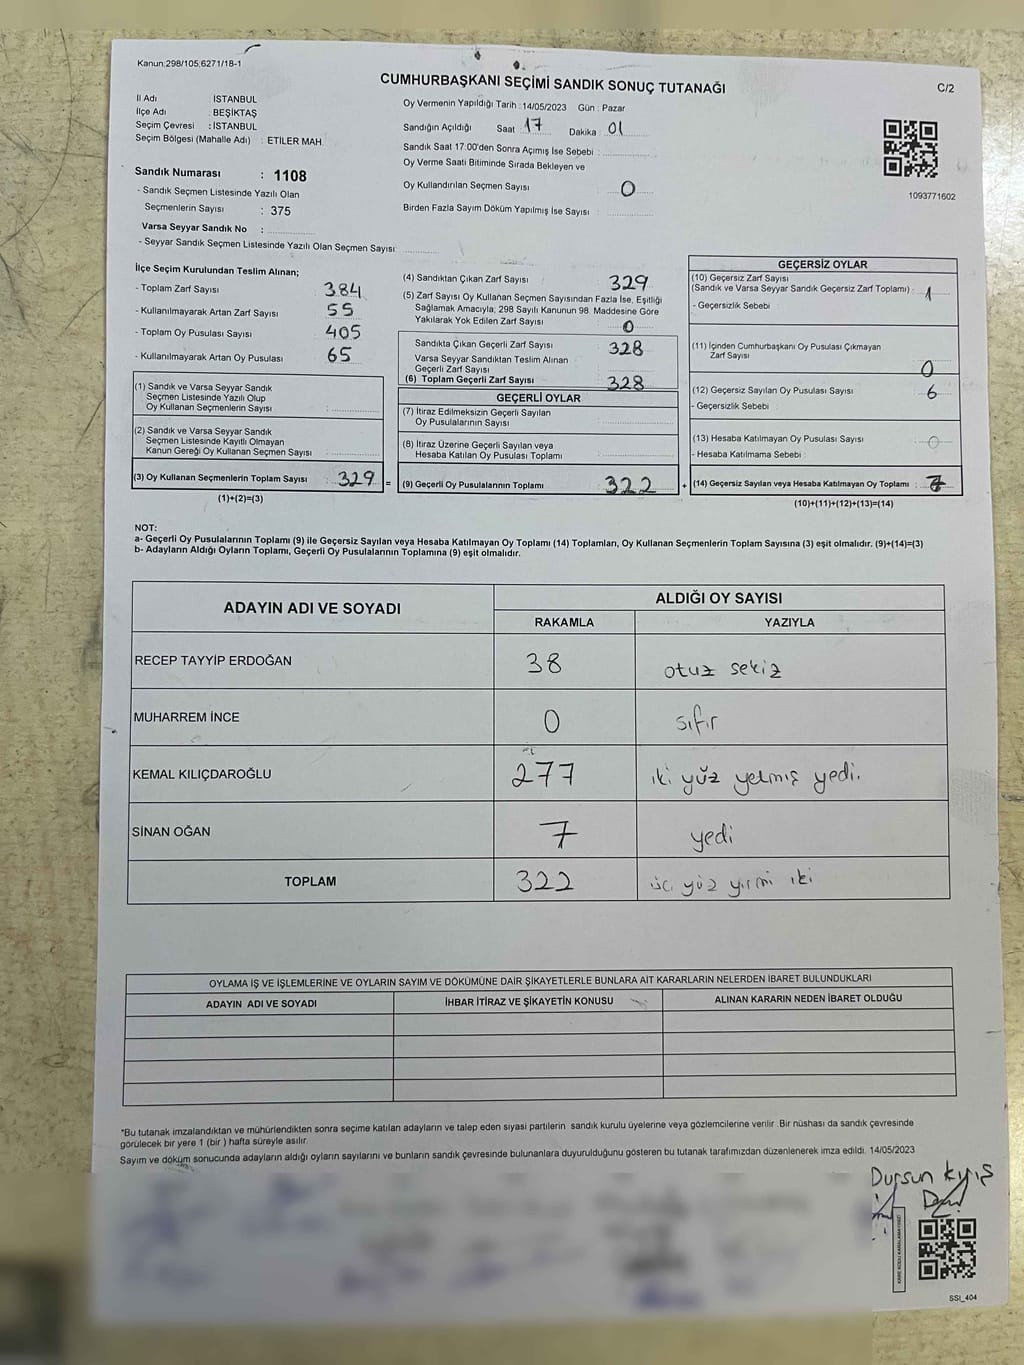 Kanun:298/105;6271/18-1
CUMHURBAŞKANI SEÇİMİ SANDIK SONUÇ TUTANAĞI
C/2
İl Adı : İSTANBUL
İlçe Adı : BEŞİKTAŞ
Seçim Çevresi : İSTANBUL
Seçim Bölgesi (Mahalle Adı) : ETİLER MAH.
Sandık Numarası : 1108
- Sandık Seçmen Listesinde Yazılı Olan
Seçmenlerin Sayısı : 375
Varsa Seyyar Sandık No :
- Seyyar Sandık Seçmen Listesinde Yazılı Olan Seçmen Sayısı:
Oy Vermenin Yapıldığı Tarih : 14/05/2023 Gün : Pazar
Sandığın Açıldığı Saat : 17 Dakika : 01
Sandık Saat 17:00'den Sonra Açımış İse Sebebi :
Oy Verme Saati Bitiminde Sırada Bekleyen ve
Oy Kullandırılan Seçmen Sayısı : 0
Birden Fazla Sayım Döküm Yapılmış İse Sayısı :
1093771602
İlçe Seçim Kurulundan Teslim Alınan;
- Toplam Zarf Sayısı : 384
- Kullanılmayarak Artan Zarf Sayısı : 55
- Toplam Oy Pusulası Sayısı : 405
- Kullanılmayarak Artan Oy Pusulası : 65
(1) Sandık ve Varsa Seyyar Sandık
Seçmen Listesinde Yazılı Olup
Oy Kullanan Seçmenlerin Sayısı :
(2) Sandık ve Varsa Seyyar Sandık
Seçmen Listesinde Kayıtlı Olmayan
Kanun Gereği Oy Kullanan Seçmen Sayısı :
(3) Oy Kullanan Seçmenlerin Toplam Sayısı : 329 =
(1)+(2)=(3)
(4) Sandıktan Çıkan Zarf Sayısı : 329
(5) Zarf Sayısı Oy Kullanan Seçmen Sayısından Fazla İse, Eşitliği
Sağlamak Amacıyla; 298 Sayılı Kanunun 98. Maddesine Göre
Yakılarak Yok Edilen Zarf Sayısı : 0
Sandıkta Çıkan Geçerli Zarf Sayısı : 328
Varsa Seyyar Sandıktan Teslim Alınan
Geçerli Zarf Sayısı :
(6) Toplam Geçerli Zarf Sayısı : 328
GEÇERLİ OYLAR
(7) İtiraz Edilmeksizin Geçerli Sayılan
Oy Pusulalarının Sayısı :
(8) İtiraz Üzerine Geçerli Sayılan veya
Hesaba Katılan Oy Pusulası Toplamı :
(9) Geçerli Oy Pusulalarının Toplamı : 322 +
GEÇERSİZ OYLAR
(10) Geçersiz Zarf Sayısı
(Sandık ve Varsa Seyyar Sandık Geçersiz Zarf Toplamı) : 1
- Geçersizlik Sebebi :
(11) İçinden Cumhurbaşkanı Oy Pusulası Çıkmayan
Zarf Sayısı : 0
(12) Geçersiz Sayılan Oy Pusulası Sayısı : 6
- Geçersizlik Sebebi :
(13) Hesaba Katılmayan Oy Pusulası Sayısı : 0
- Hesaba Katılmama Sebebi :
(14) Geçersiz Sayılan veya Hesaba Katılmayan Oy Toplamı : 7
(10)+(11)+(12)+(13)=(14)
NOT:
a- Geçerli Oy Pusulalarının Toplamı (9) ile Geçersiz Sayılan veya Hesaba Katılmayan Oy Toplamı (14) Toplamları, Oy Kullanan Seçmenlerin Toplam Sayısına (3) eşit olmalıdır. (9)+(14)=(3)
b- Adayların Aldığı Oyların Toplamı, Geçerli Oy Pusulalarının Toplamına (9) eşit olmalıdır.
ADAYIN ADI VE SOYADI ALDIĞI OY SAYISI
RAKAMLA YAZIYLA
RECEP TAYYİP ERDOĞAN 38 otuz sekiz
MUHARREM İNCE 0 sıfır
KEMAL KILIÇDAROĞLU 277 iki yüz yetmiş yedi.
SİNAN OĞAN 7 yedi
TOPLAM 322 üç yüz yirmi iki
OYLAMA İŞ VE İŞLEMLERİNE VE OYLARIN SAYIM VE DÖKÜMÜNE DAİR ŞİKAYETLERLE BUNLARA AİT KARARLARIN NELERDEN İBARET BULUNDUKLARI
ADAYIN ADI VE SOYADI İHBAR İTİRAZ VE ŞİKAYETİN KONUSU ALINAN KARARIN NEDEN İBARET OLDUĞU
*Bu tutanak imzalandıktan ve mühürlendikten sonra seçime katılan adayların ve talep eden siyasi partilerin sandık kurulu üyelerine veya gözlemcilerine verilir. Bir nüshası da sandık çevresinde
görülecek bir yere 1 (bir ) hafta süreyle asılır.
Sayım ve döküm sonucunda adayların aldığı oyların sayılarını ve bunların sandık çevresinde bulunanlara duyurulduğunu gösteren bu tutanak tarafımızdan düzenlenerek imza edildi. 14/05/2023
Dursun
KARE KODU KARALAMAYINIZ!
SSI_404